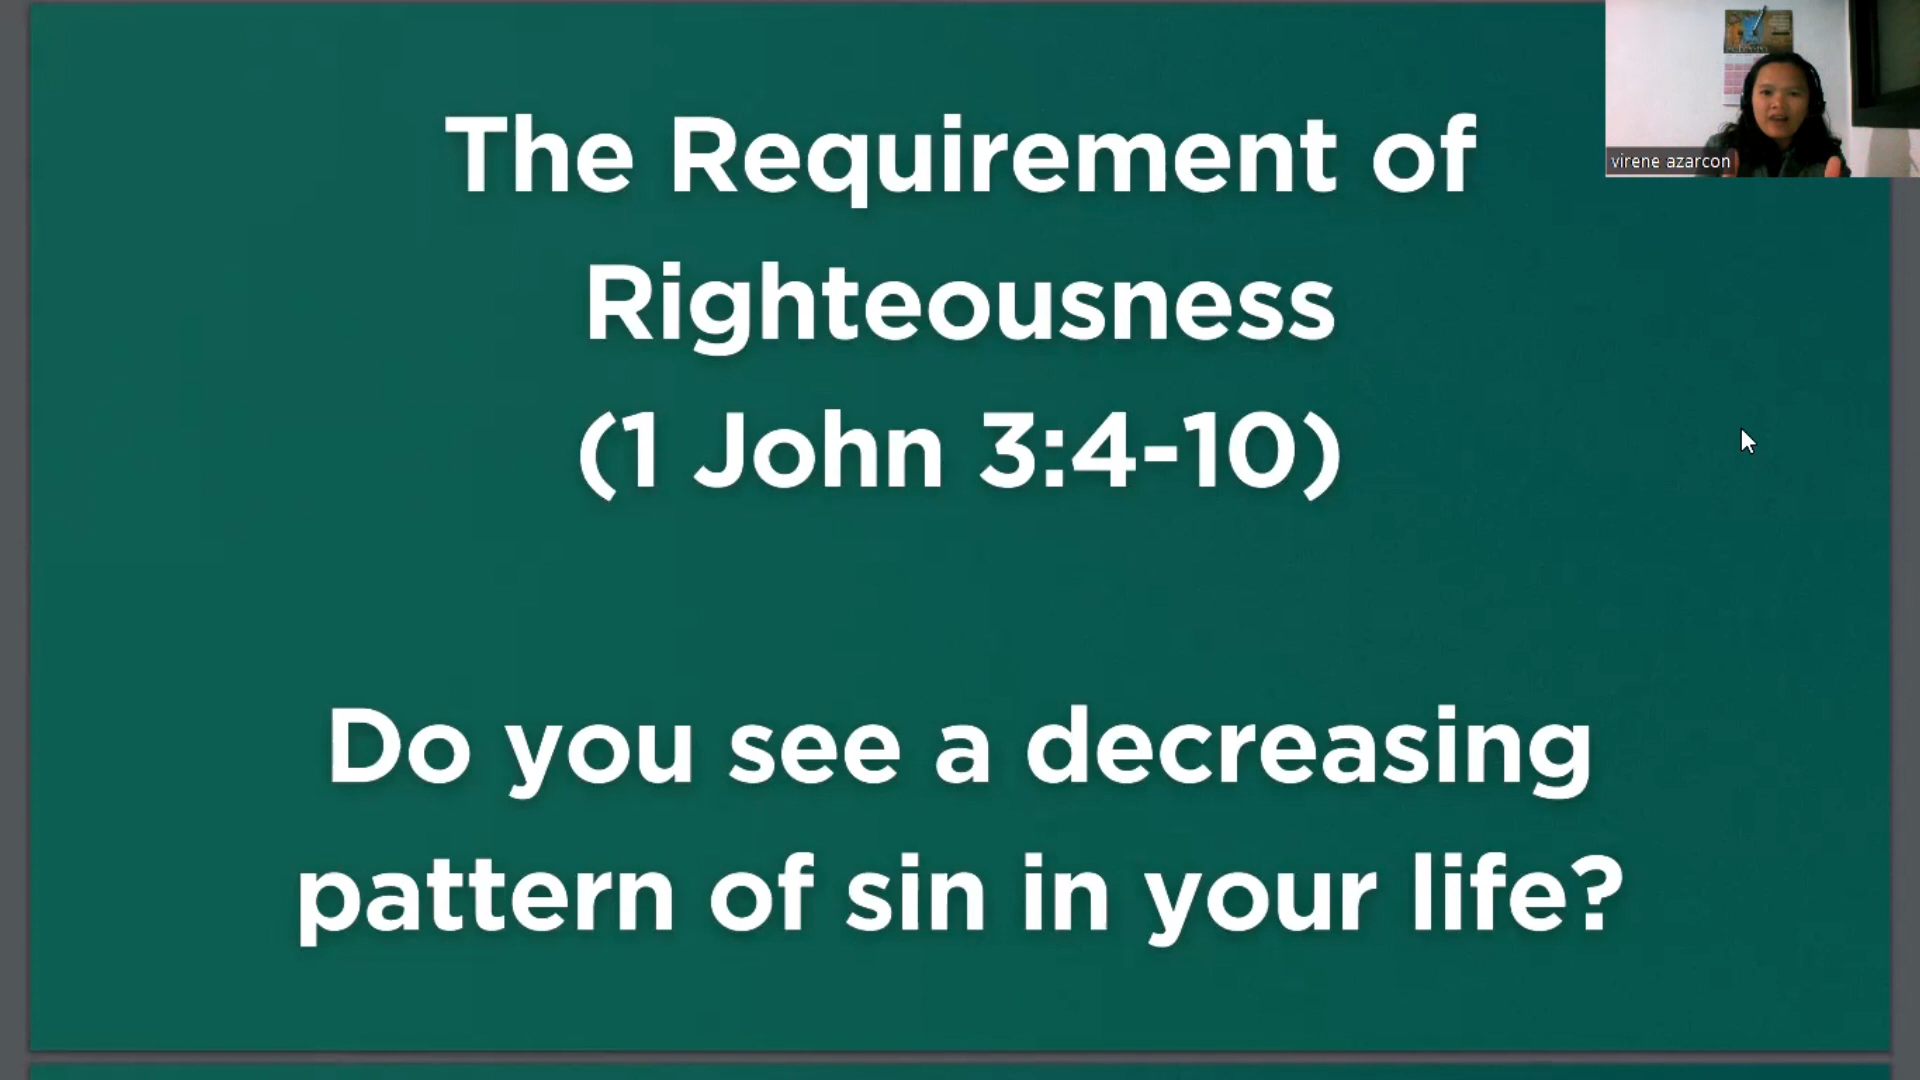 The Requirement of
Righteousness
(1 John 3:4-10)
Do you see a decreasing
pattern of sin in your life?
virene azarcon